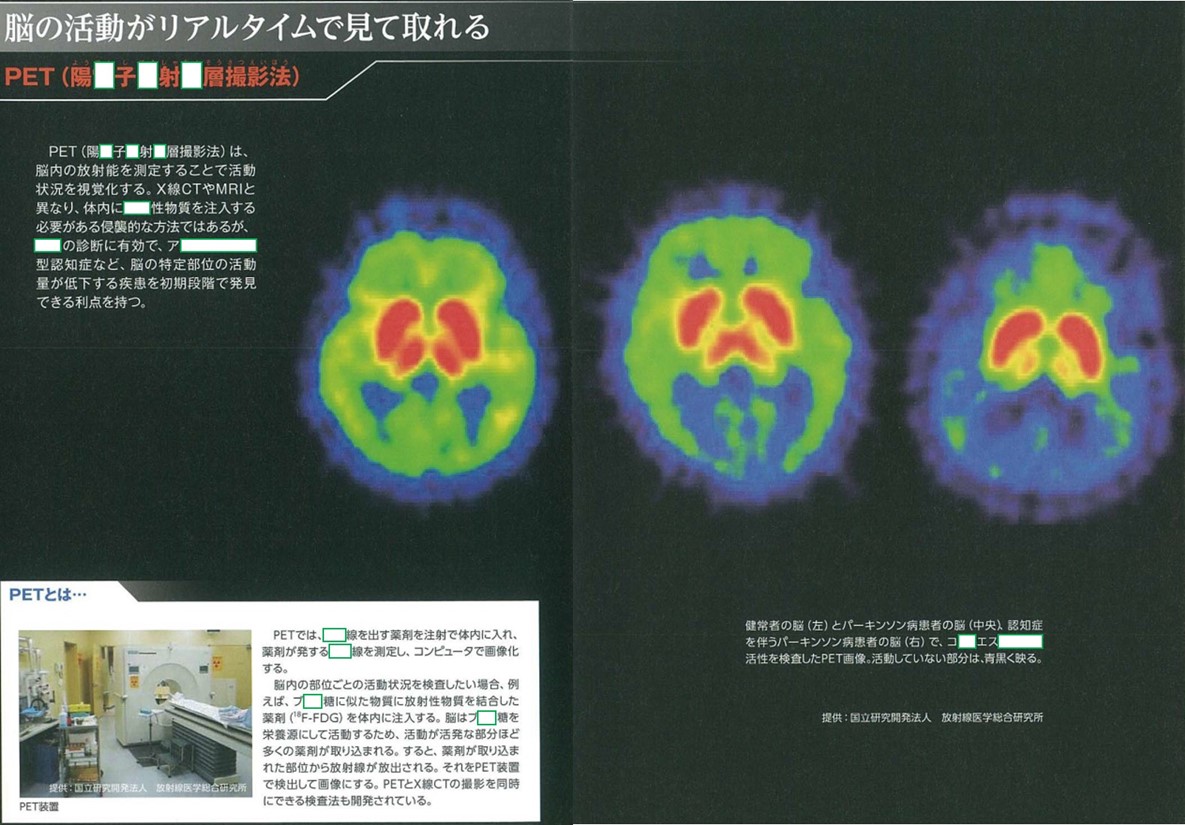 脳の活動がリアルタイムで見て取れる
PET（陽 子 射 層撮影法）
PET（陽 子 射 層撮影法）は、
脳内の放射能を測定することで活動
状況を視覚化する。X線CTやMRIと
異なり、体内に 性物質を注入する
必要がある侵襲的な方法ではあるが、
の診断に有効で、ア
型認知症など、脳の特定部位の活動
量が低下する疾患を初期段階で発見
できる利点を持つ。
PETとは…
PETでは、 線を出す薬剤を注射で体内に入れ、
薬剤が発する 線を測定し、コンピュータで画像化
する。
脳内の部位ごとの活動状況を検査したい場合、例
えば、ブ 糖に似た物質に放射性物質を結合した
薬剤（¹⁸F-FDG）を体内に注入する。脳はブ 糖を
栄養源にして活動するため、活動が活発な部分ほど
多くの薬剤が取り込まれる。すると、薬剤が取り込ま
れた部位から放射線が放出される。それをPET装置
で検出して画像にする。PETとX線CTの撮影を同時
にできる検査法も開発されている。
提供：国立研究開発法人　放射線医学総合研究所
PET装置
健常者の脳（左）とパーキンソン病患者の脳（中央）、認知症
を伴うパーキンソン病患者の脳（右）で、コ エス
活性を検査したPET画像。活動していない部分は、青黒く映る。
提供：国立研究開発法人　放射線医学総合研究所